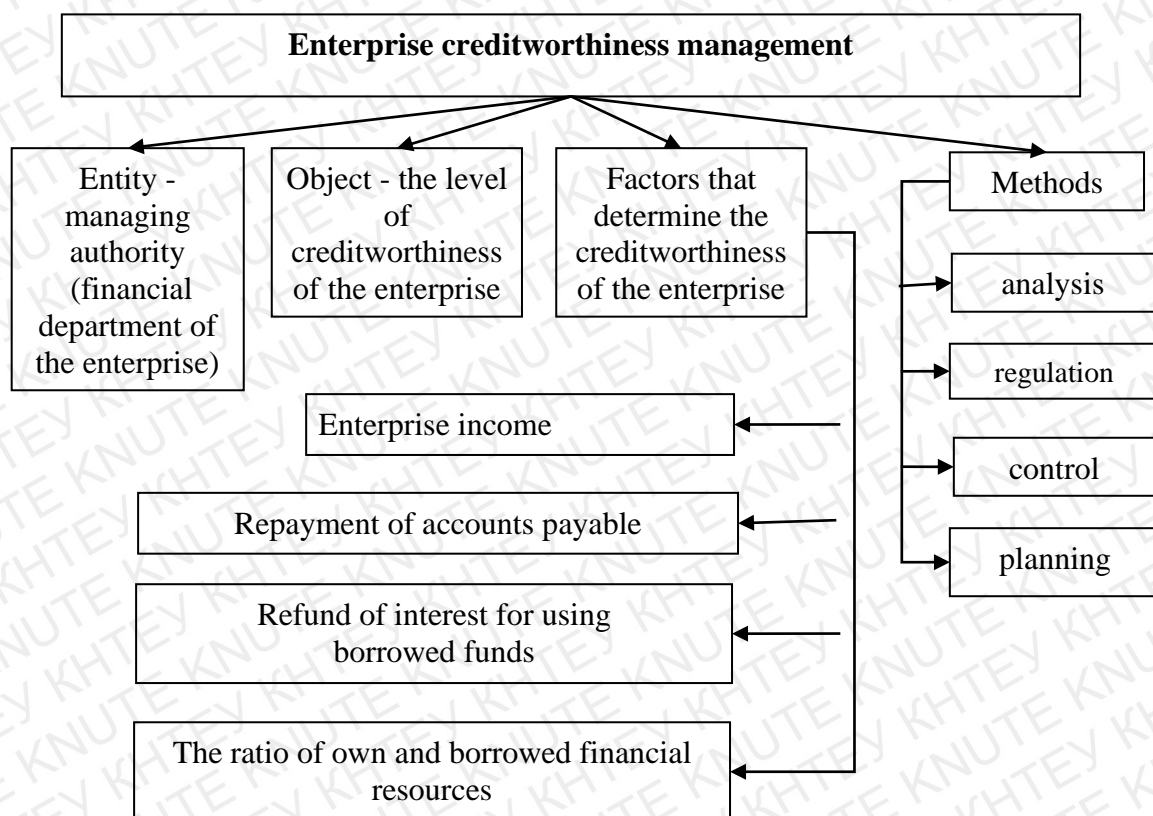 Enterprise creditworthiness management
Entity -
managing
authority
(financial
department of
the enterprise)
Object - the level
of
creditworthiness
of the enterprise
Factors that
determine the
creditworthiness
of the enterprise
Methods
analysis
regulation
control
planning
Enterprise income
Repayment of accounts payable
Refund of interest for using
borrowed funds
The ratio of own and borrowed financial
resources